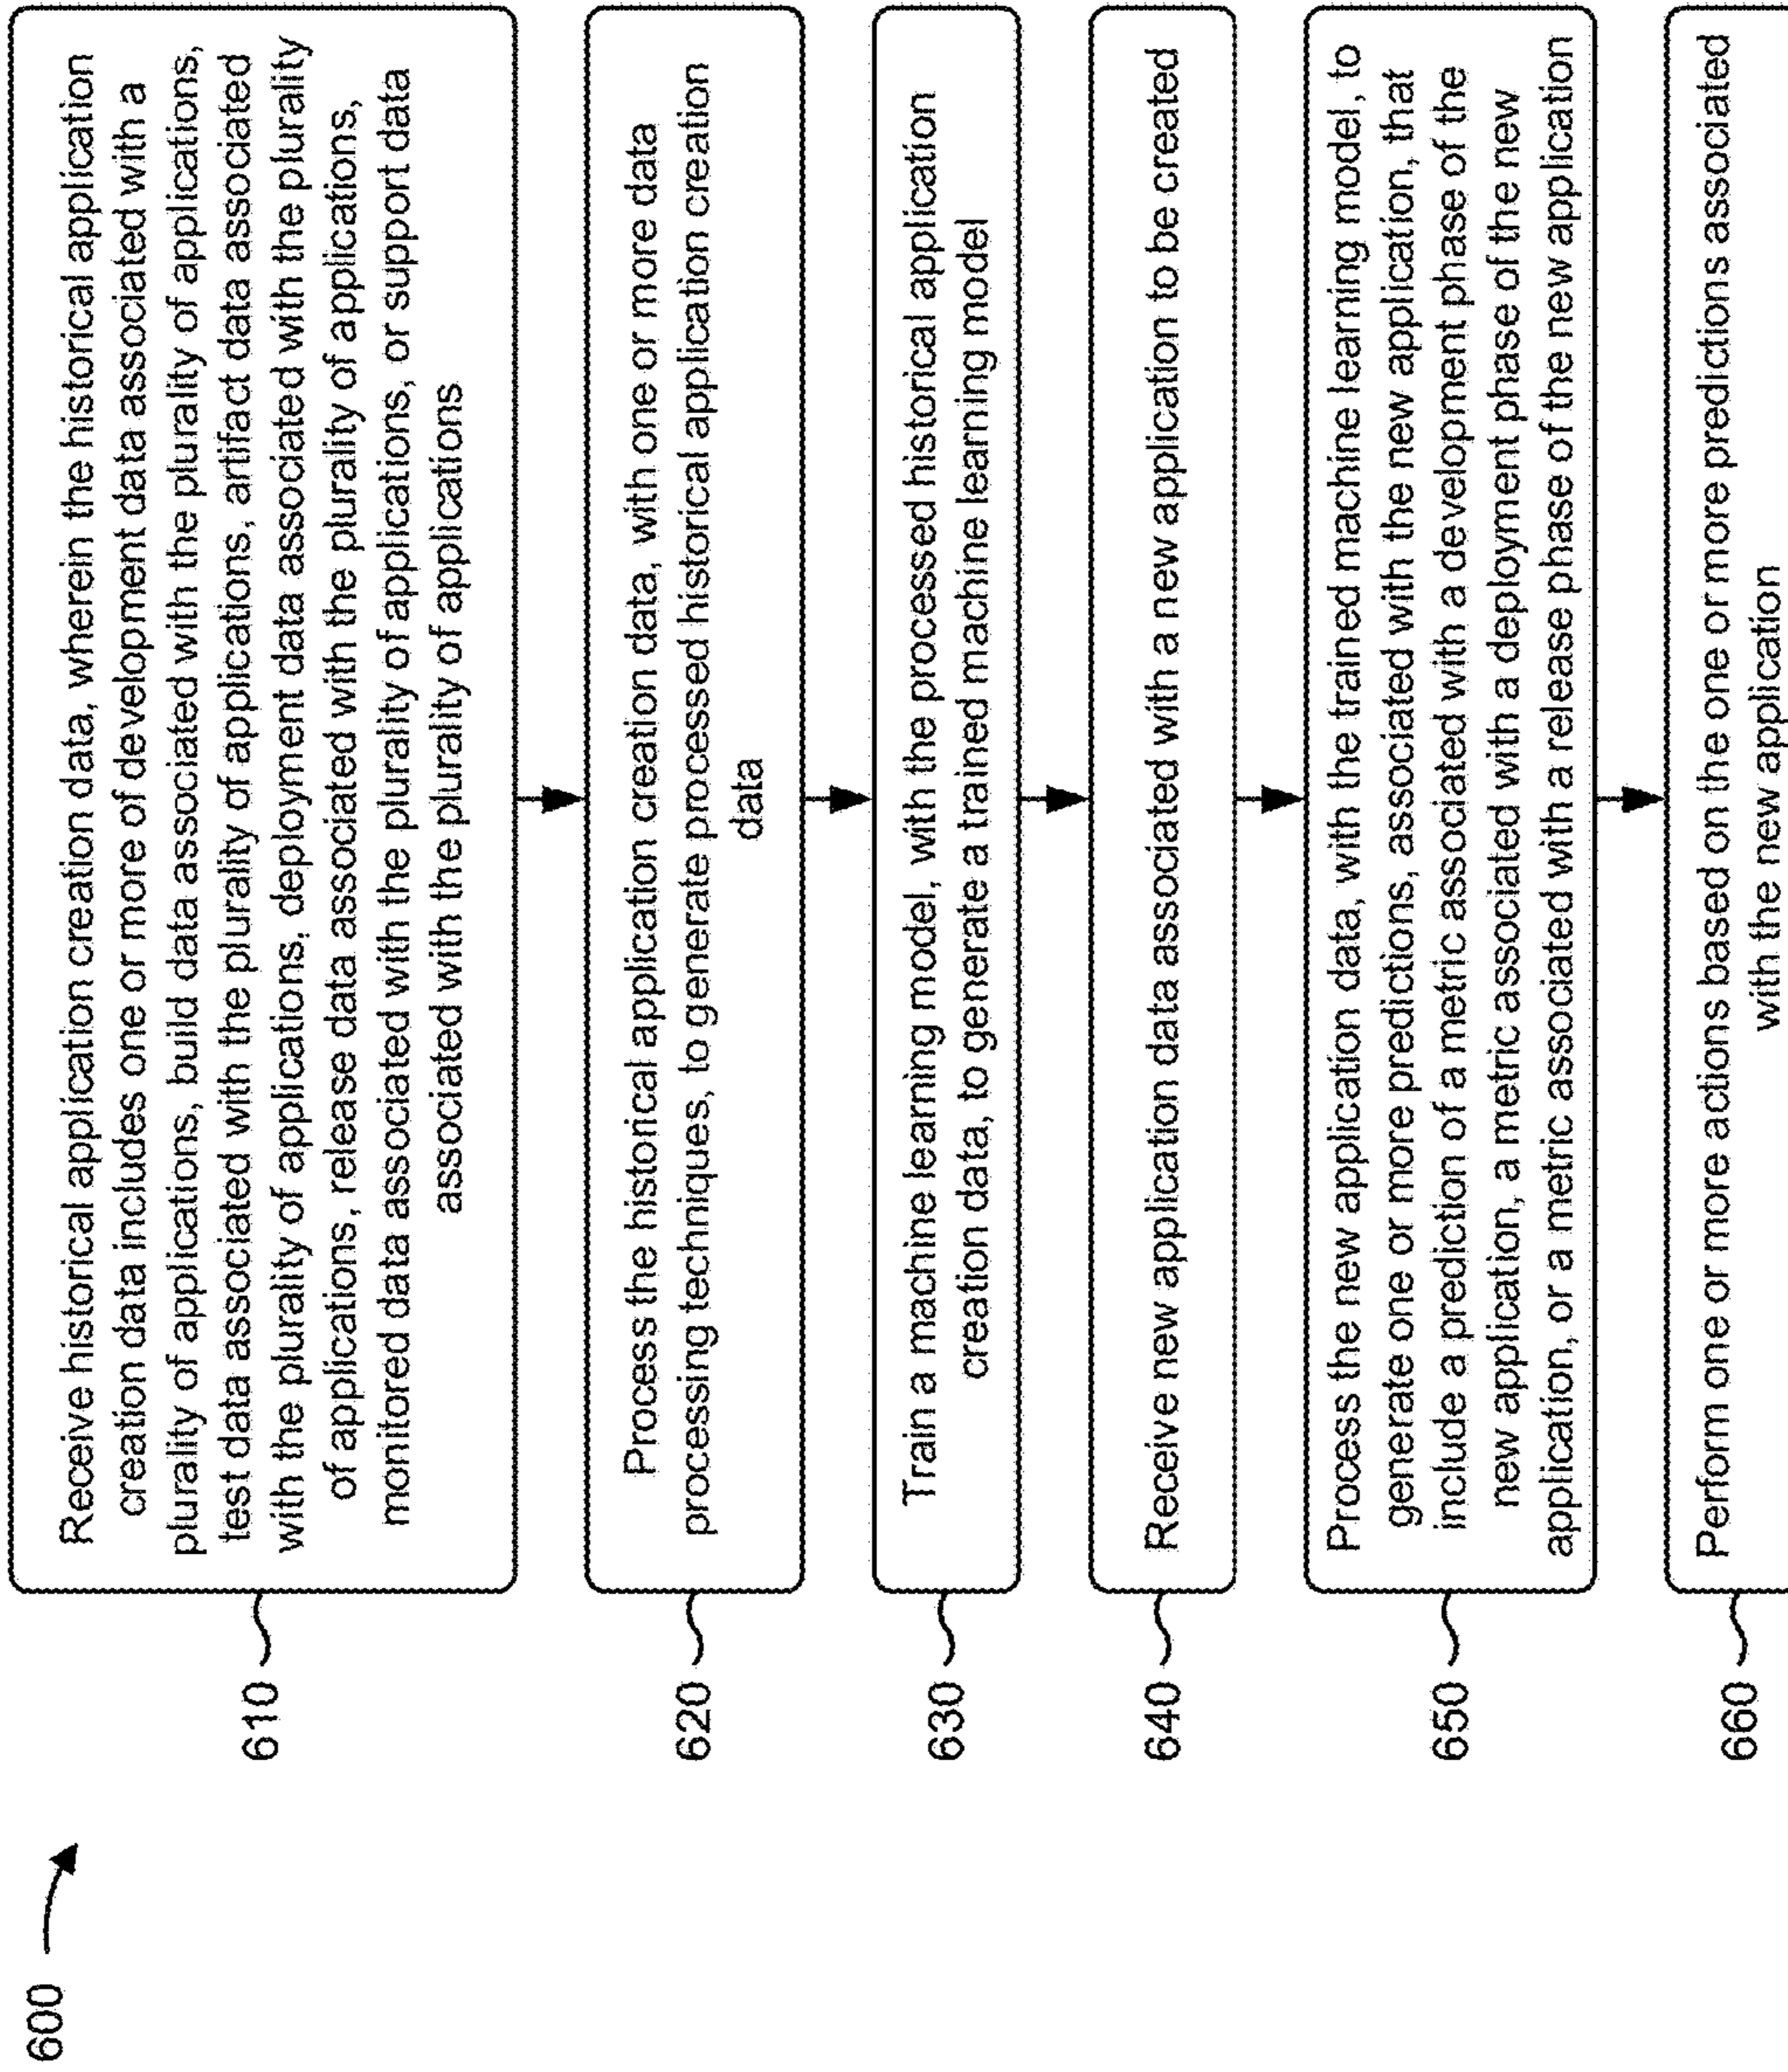 600
610
Receive historical application creation data, wherein the historical application
creation data includes one or more of development data associated with a
plurality of applications, build data associated with the plurality of applications,
test data associated with the plurality of applications, artifact data associated
with the plurality of applications, deployment data associated with the plurality
of applications, release data associated with the plurality of applications,
monitored data associated with the plurality of applications, or support data
associated with the plurality of applications
620
Process the historical application creation data, with one or more data
processing techniques, to generate processed historical application creation
data
630
Train a machine learning model, with the processed historical application
creation data, to generate a trained machine learning model
640
Receive new application data associated with a new application to be created
650
Process the new application data, with the trained machine learning model, to
generate one or more predictions, associated with the new application, that
include a prediction of a metric associated with a development phase of the
new application, a metric associated with a deployment phase of the new
application, or a metric associated with a release phase of the new application
660
Perform one or more actions based on the one or more predictions associated
with the new application